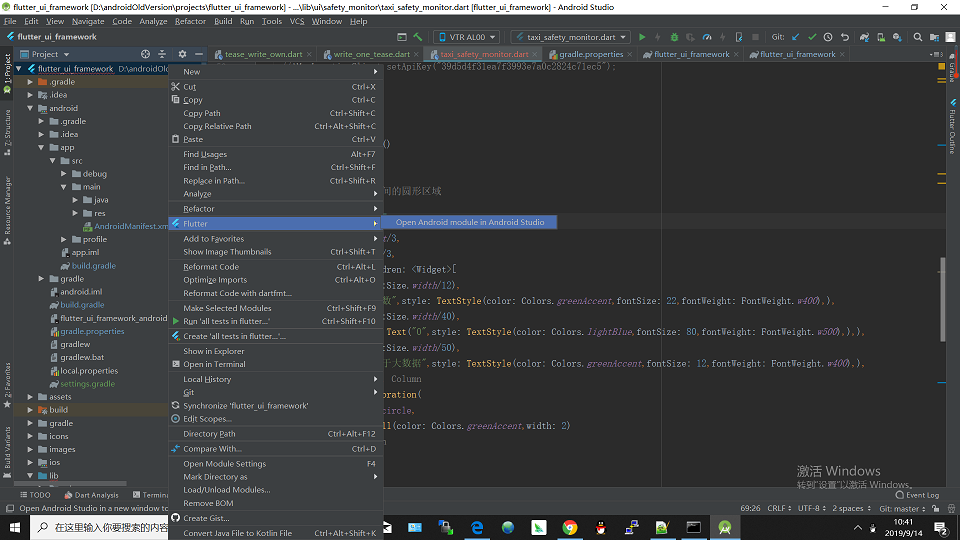 flutter_ui_framework [D:\androidOldVersion\projects\flutter_ui_framework] - ...\lib\ui\safety_monitor\taxi_safety_monitor.dart [flutter_ui_framework] - Android Studio
File Edit View Navigate Code Analyze Refactor Build Run Tools VCS Window Help
flutter_ui_framework
VTR AL00
taxi_safety_monitor.dart
Git:
Project
tease_write_own.dart
write_one_tease.dart
taxi_safety_monitor.dart
gradle.properties
flutter_ui_framework
flutter_ui_framework
1: Project
Z: Structure
Resource Manager
2: Favorites
Build Variants
Flutter Outline
flutter_ui_framework D:\androidOl
.gradle
.idea
android
.gradle
.idea
app
src
debug
main
java
res
AndroidManifest.xm
profile
app.iml
build.gradle
gradle
android.iml
build.gradle
flutter_ui_framework_android
gradle.properties
gradlew
gradlew.bat
local.properties
settings.gradle
assets
build
gradle
icons
images
ios
lib
New
Cut Ctrl+X
Copy Ctrl+C
Copy Path Ctrl+Shift+C
Copy Relative Path Ctrl+Alt+Shift+C
Paste Ctrl+V
Find Usages Alt+F7
Find in Path... Ctrl+Shift+F
Replace in Path... Ctrl+Shift+R
Analyze
Refactor
Flutter
Open Android module in Android Studio
Add to Favorites
Show Image Thumbnails Ctrl+Shift+T
Reformat Code Ctrl+Alt+L
Optimize Imports Ctrl+Alt+O
Reformat Code with dartfmt...
Make Selected Modules Ctrl+Shift+F9
Run 'all tests in flutter...' Ctrl+Shift+F10
Create 'all tests in flutter...'...
Show in Explorer
Open in Terminal
Local History
Git
Synchronize 'flutter_ui_framework'
Edit Scopes...
Directory Path Ctrl+Alt+F12
Compare With... Ctrl+D
Open Module Settings F4
Mark Directory as
Load/Unload Modules...
Remove BOM
Create Gist...
Convert Java File to Kotlin File Ctrl+Alt+Shift+K
setApiKey("39d5d4f31ea7f3993e7a0c2824c71ec5");
()
间的圆形区域
/3,
/3,
dren: <Widget>[
tSize.width/12),
数",style: TextStyle(color: Colors.greenAccent,fontSize: 22,fontWeight: FontWeight.w400),),
tSize.width/40),
Text("0",style: TextStyle(color: Colors.lightBlue,fontSize: 80,fontWeight: FontWeight.w500),),),
tSize.width/50),
于大数据",style: TextStyle(color: Colors.greenAccent,fontSize: 12,fontWeight: FontWeight.w400),),
Column
oration(
circle,
ll(color: Colors.greenAccent,width: 2)
激活 Windows
转到"设置"以激活 Windows。
TODO
Dart Analysis
Termin
Event Log
Open Android Studio in a new window to
69:26 CRLF UTF-8 2 spaces Git: master
在这里输入你要搜索的内容
10:41
2019/9/14